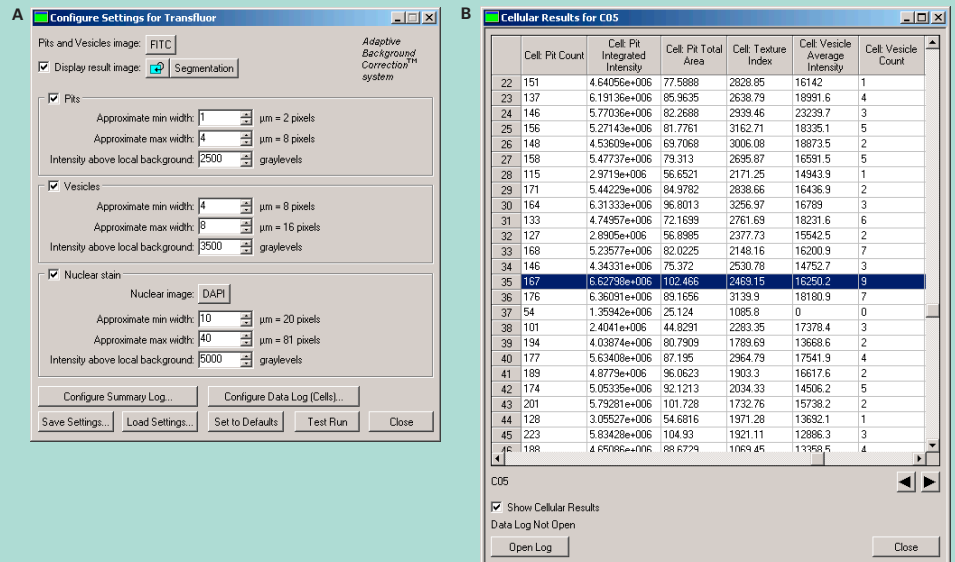 A
Configure Settings for Transfluor
Pits and Vesicles image: FITC
Adaptive
Background
Correction™
system
Display result image: Segmentation
Pits
Approximate min width: 1 µm = 2 pixels
Approximate max width: 4 µm = 8 pixels
Intensity above local background: 2500 graylevels
Vesicles
Approximate min width: 4 µm = 8 pixels
Approximate max width: 8 µm = 16 pixels
Intensity above local background: 3500 graylevels
Nuclear stain
Nuclear image: DAPI
Approximate min width: 10 µm = 20 pixels
Approximate max width: 40 µm = 81 pixels
Intensity above local background: 5000 graylevels
Configure Summary Log... Configure Data Log (Cells)...
Save Settings... Load Settings... Set to Defaults Test Run Close
B
Cellular Results for C05
Cell: Pit Count Cell: Pit Integrated Intensity Cell: Pit Total Area Cell: Texture Index Cell: Vesicle Average Intensity Cell: Vesicle Count
22 151 4.64056e+006 77.5888 2828.85 16142 1
23 137 6.19136e+006 85.9635 2638.79 18991.6 4
24 146 5.77036e+006 82.2688 2939.46 23239.7 3
25 156 5.27143e+006 81.7761 3162.71 18335.1 5
26 148 4.53609e+006 69.7068 3006.08 18873.5 2
27 158 5.47737e+006 79.313 2695.87 16591.5 5
28 115 2.9719e+006 56.6521 2171.25 14943.9 1
29 171 5.44229e+006 84.9782 2838.66 16436.9 2
30 164 6.31333e+006 96.8013 3256.97 16789 3
31 133 4.74957e+006 72.1699 2761.69 18231.6 6
32 127 2.8905e+006 56.8985 2377.73 15542.5 2
33 168 5.23577e+006 82.0225 2148.16 16200.9 7
34 146 4.34331e+006 75.372 2530.78 14752.7 3
35 167 6.62798e+006 102.466 2469.15 16250.2 9
36 176 6.36091e+006 89.1656 3139.9 18180.9 7
37 54 1.35942e+006 25.124 1085.8 0 0
38 101 2.4041e+006 44.8291 2283.35 17378.4 3
39 194 4.03874e+006 80.7909 1789.69 13668.6 2
40 177 5.63408e+006 87.195 2964.79 17541.9 4
41 189 4.8779e+006 96.0623 1903.3 16617.6 2
42 174 5.05335e+006 92.1213 2034.33 14506.2 5
43 201 5.79281e+006 101.728 1732.76 15738.2 2
44 128 3.05527e+006 54.6816 1971.28 13692.1 1
45 223 5.83428e+006 104.93 1921.11 12886.3 3
46 188 4.65086e+006 88.6729 1069.45 13358.5 4
C05
Show Cellular Results
Data Log Not Open
Open Log Close